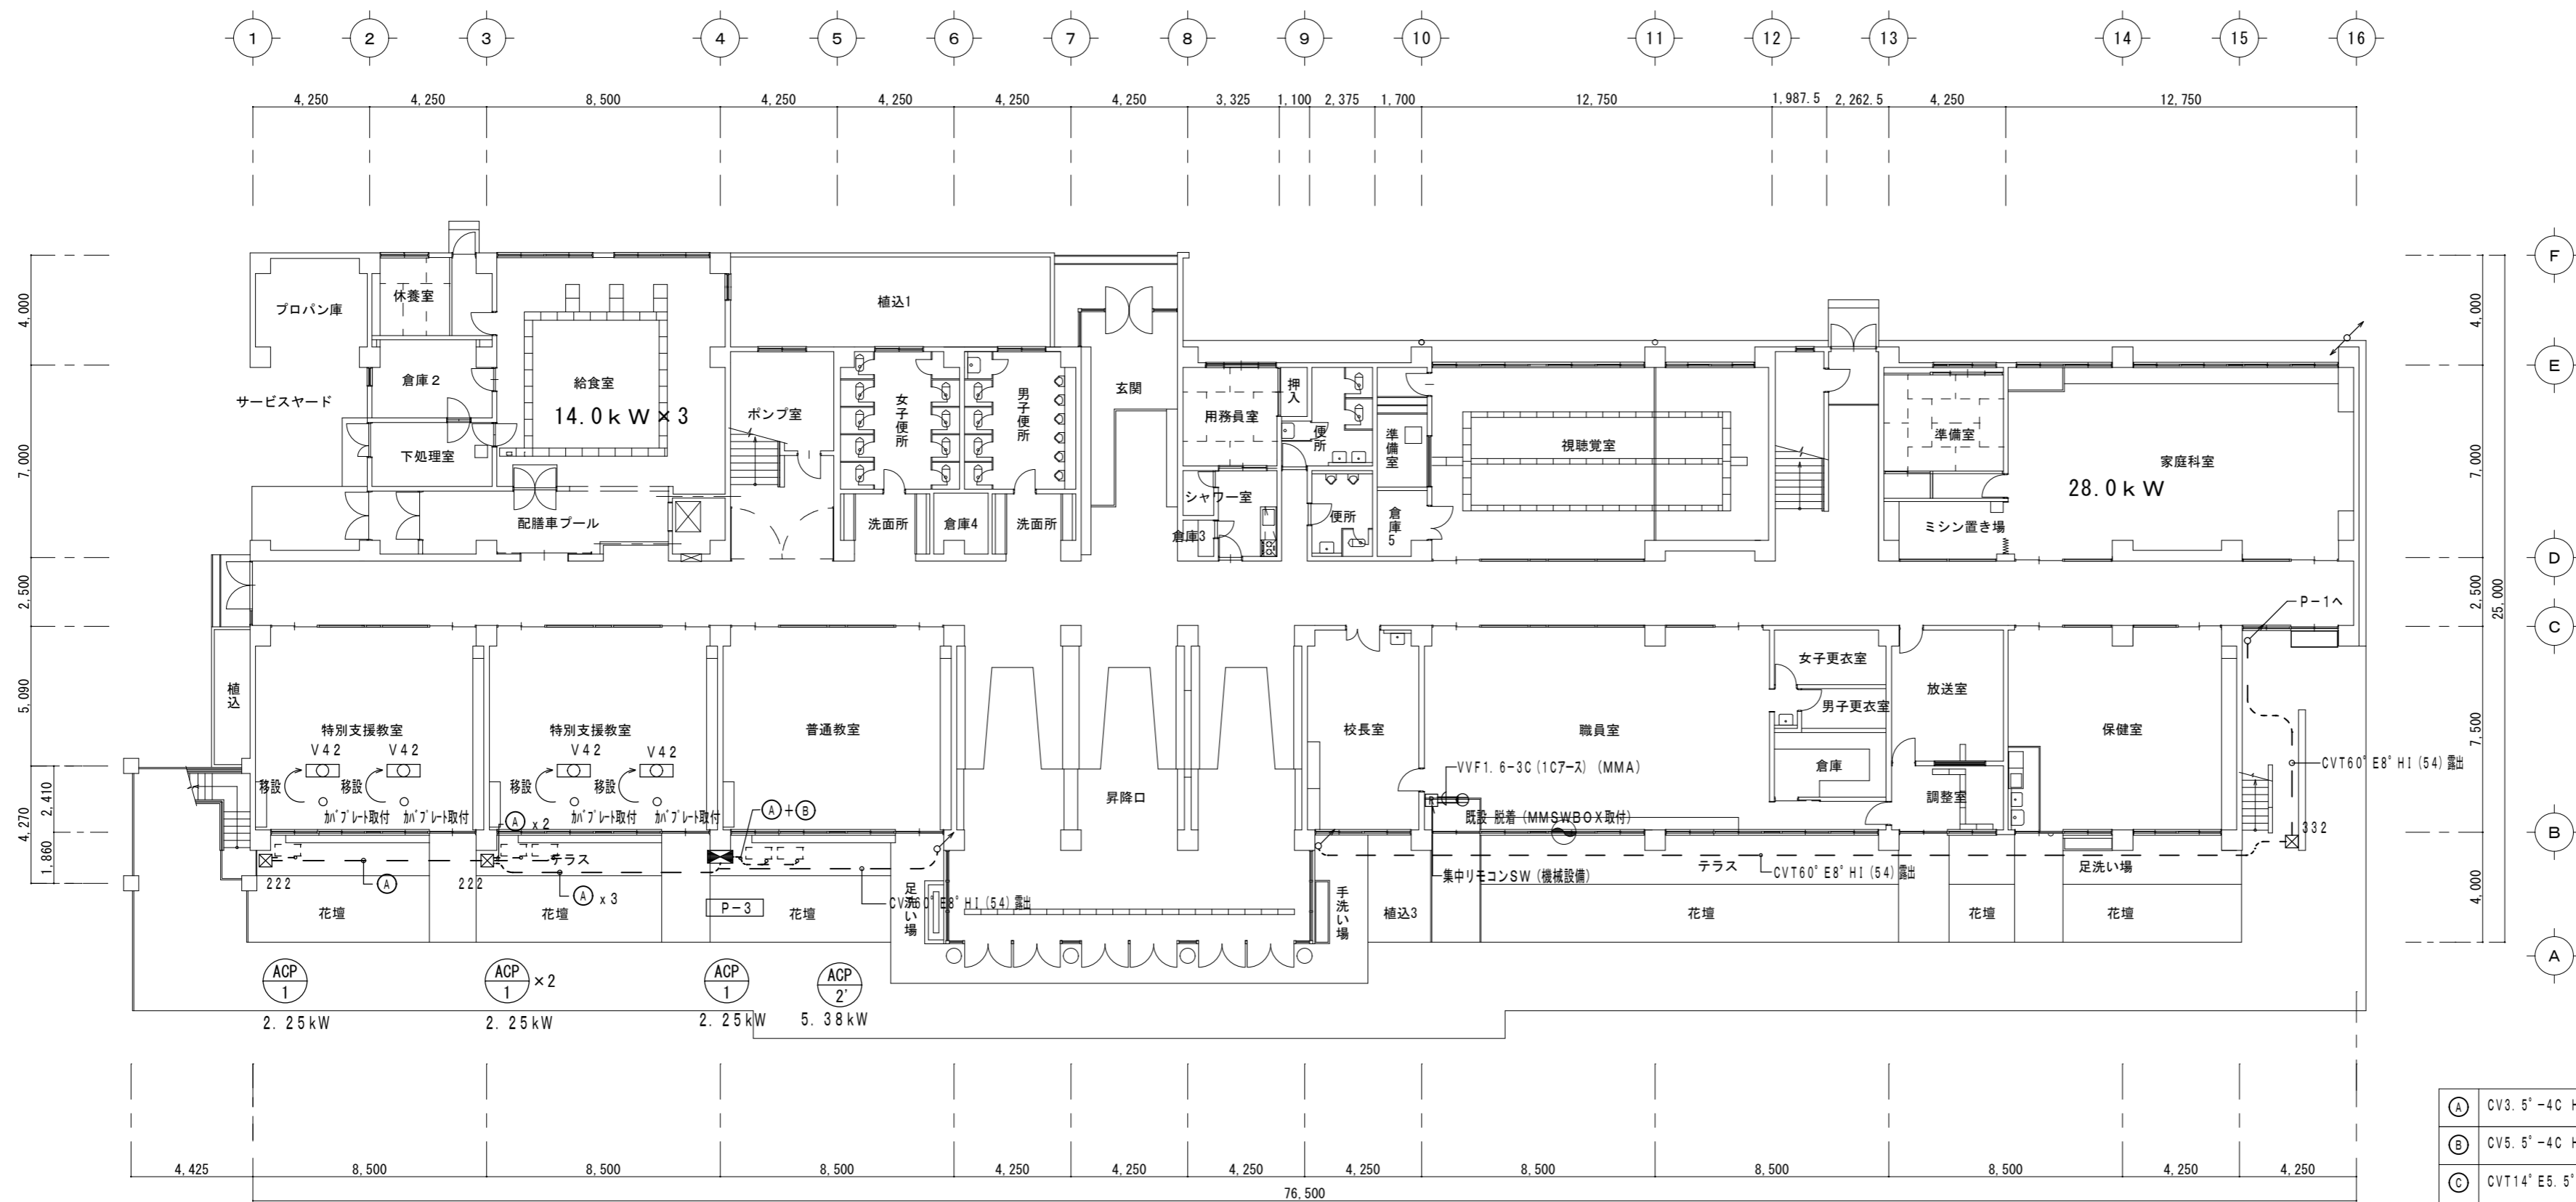 1 2 3 4 5 6 7 8 9 10 11 12 13 14 15 16
4,250 4,250 8,500 4,250 4,250 4,250 4,250 3,325 1,100 2,375 1,700 12,750 1,987.5 2,262.5 4,250 12,750
F
E
D
C
B
A
4,000
7,000
2,500
5,090
4,270
2,410
1,860
4,000
7,000
2,500
7,500
4,000
25,000
プロパン庫
休養室
植込1
倉庫2
給食室
14.0kW×3
サービスヤード
下処理室
配膳車プール
ポンプ室
女子便所
男子便所
洗面所
倉庫4
洗面所
玄関
用務員室
押入
便所
シャワー室
倉庫3
便所
準備室
倉庫5
視聴覚室
準備室
家庭科室
28.0kW
ミシン置き場
P-1へ
植込
特別支援教室
V42
V42
移設
移設
カバプレート取付
カバプレート取付
特別支援教室
V42
V42
移設
移設
カバプレート取付
カバプレート取付
普通教室
A+B
A x2
昇降口
校長室
職員室
女子更衣室
男子更衣室
倉庫
放送室
調整室
保健室
VVF1.6-3C(1Cアース)(MMA)
R
既設 脱着(MMSWBOX取付)
CVT60°E8°HI(54)露出
332
222
A
222
テラス
A x3
P-3
CVT60°E8°HI(54)露出
足洗い場
手洗い場
集中リモコンSW(機械設備)
テラス
CVT60°E8°HI(54)露出
足洗い場
花壇
花壇
花壇
植込3
花壇
花壇
花壇
ACP
1
2.25kW
ACP
1
×2
2.25kW
ACP
1
2.25kW
ACP
2'
5.38kW
A CV3.5°-4C H
B CV5.5°-4C H
C CVT14°E5.5°
4,425 8,500 8,500 8,500 4,250 4,250 4,250 4,250 8,500 8,500 8,500 4,250 4,250
76,500